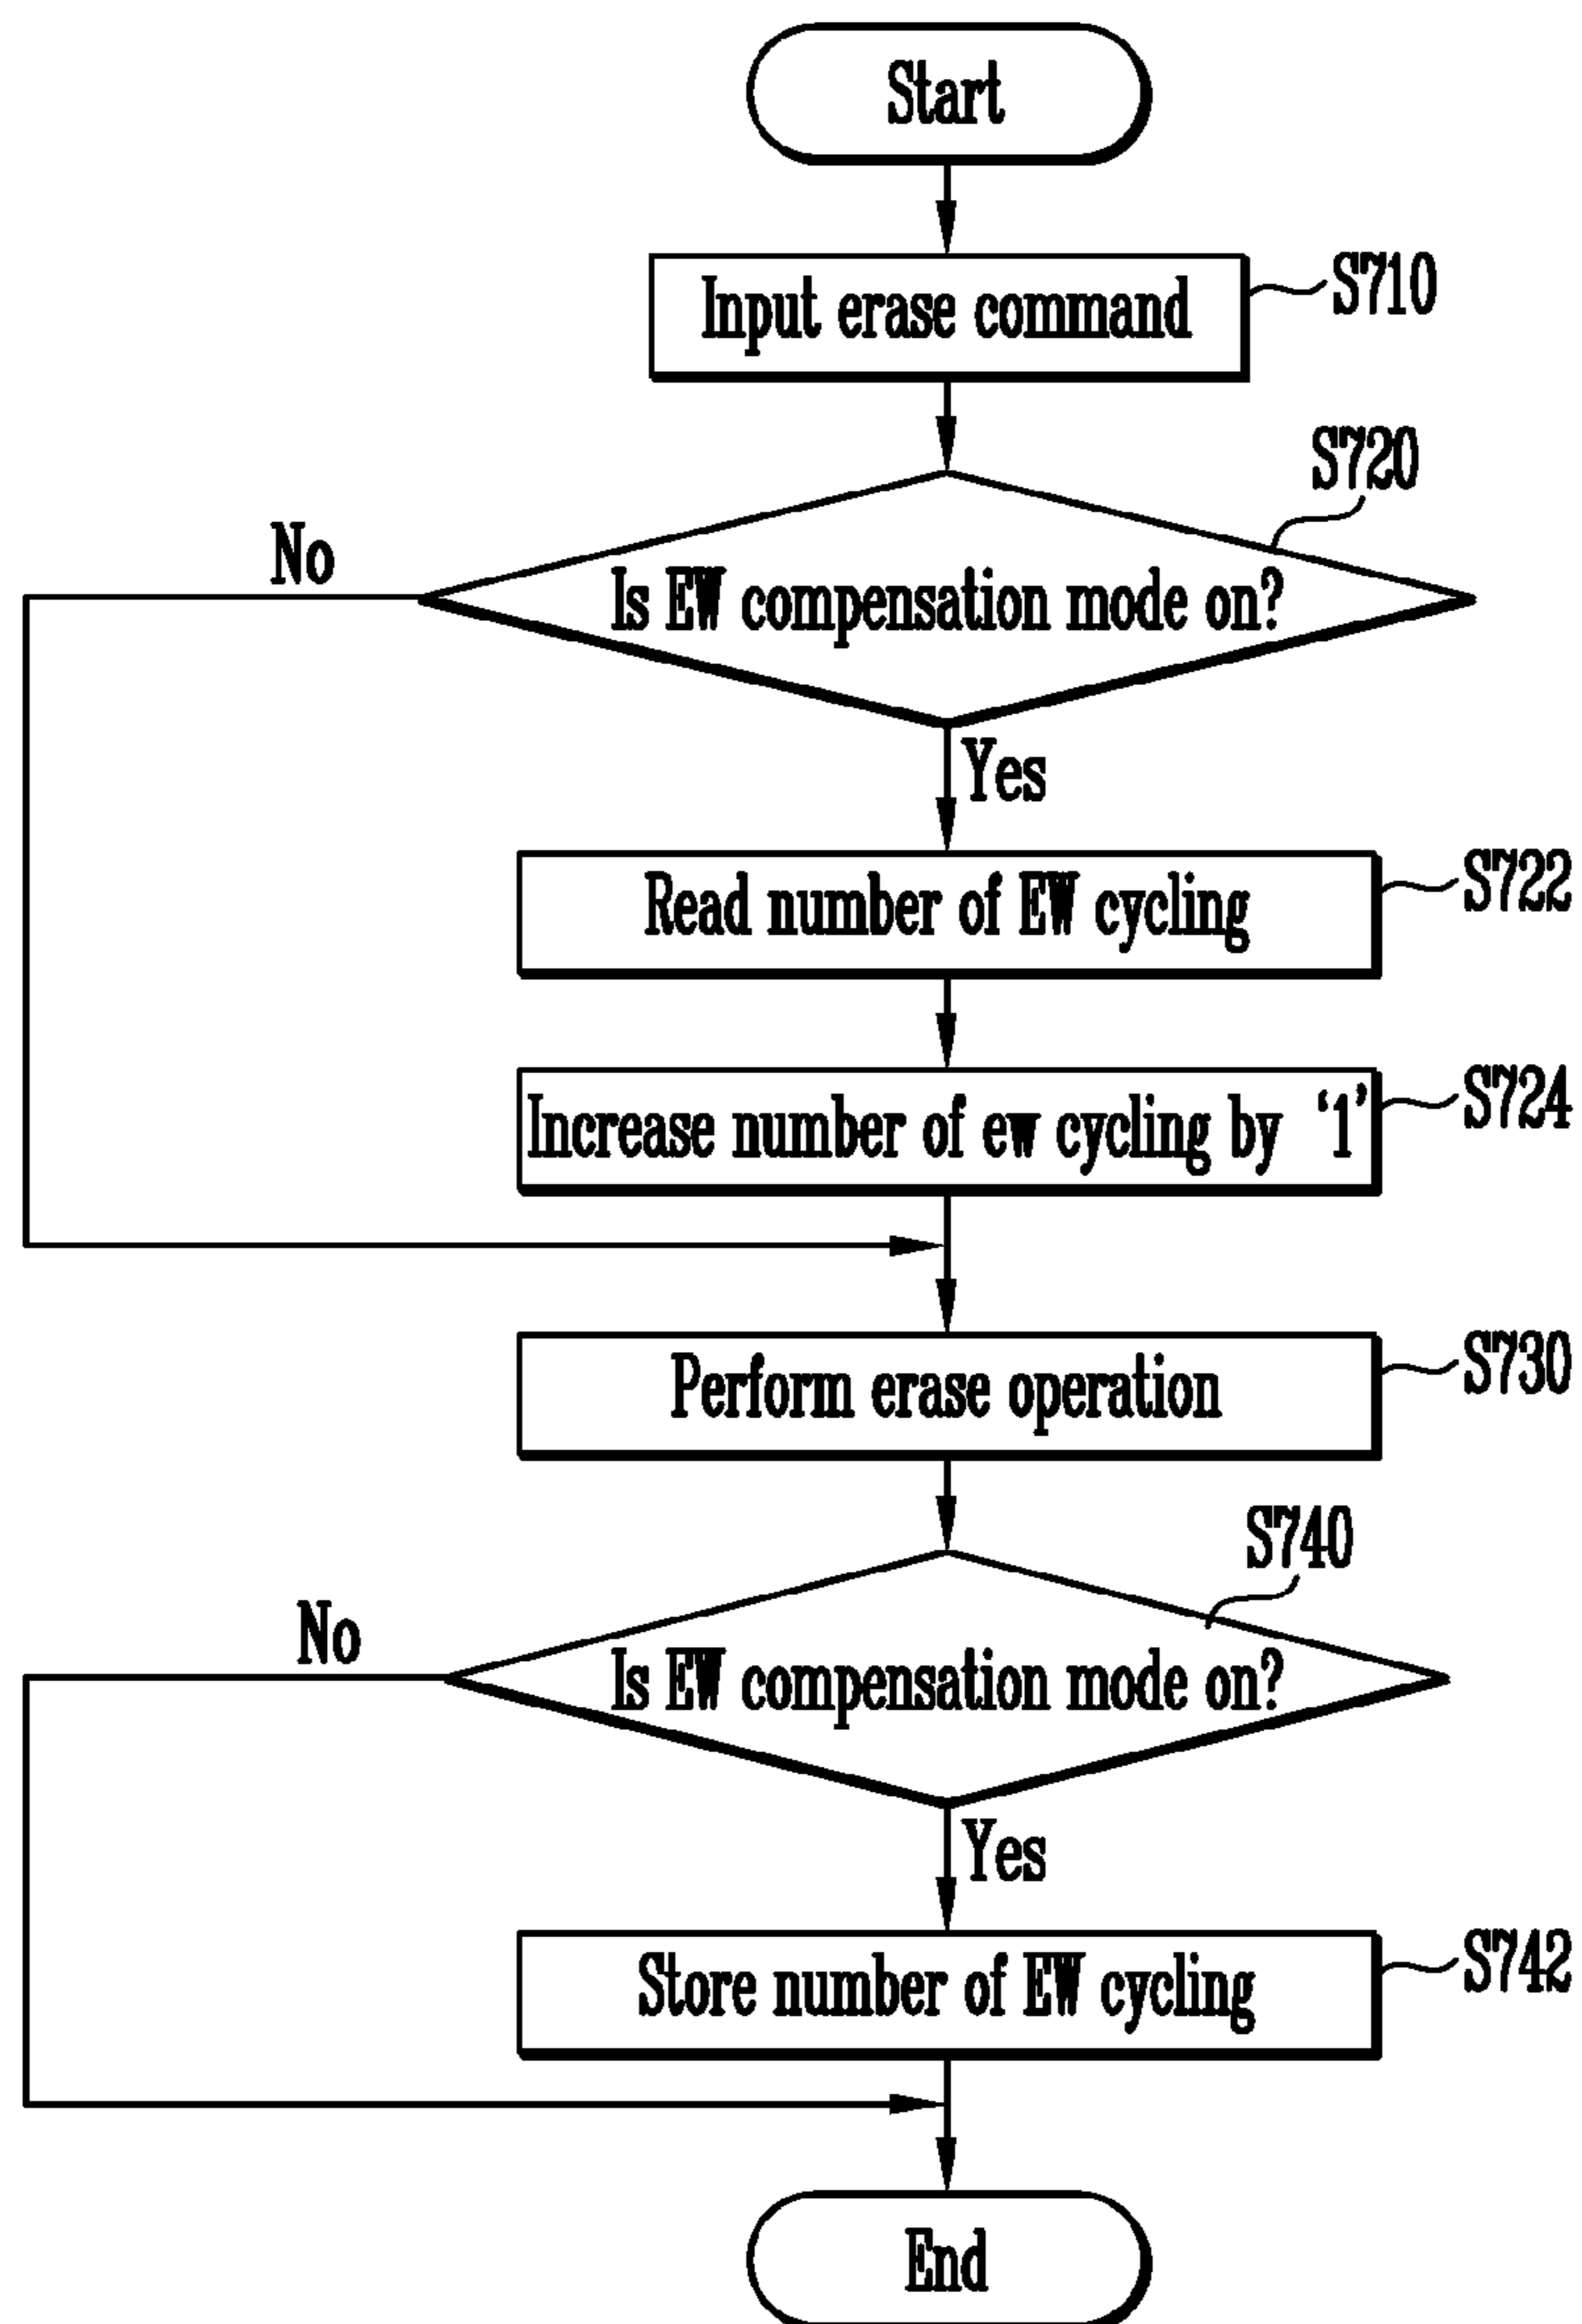 Start
Input erase command
S710
S720
No
Is EW compensation mode on?
Yes
Read number of EW cycling
S722
Increase number of ew cycling by ‘1’
S724
Perform erase operation
S730
S740
No
Is EW compensation mode on?
Yes
Store number of EW cycling
S742
End